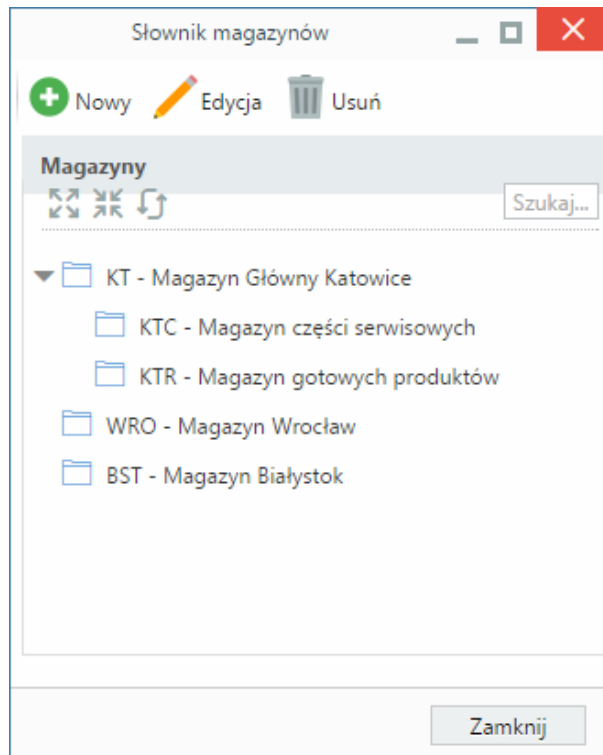 Słownik magazynów
Nowy Edycja Usuń
Magazyny
Szukaj...
KT - Magazyn Główny Katowice
KTC - Magazyn części serwisowych
KTR - Magazyn gotowych produktów
WRO - Magazyn Wrocław
BST - Magazyn Białystok
Zamknij